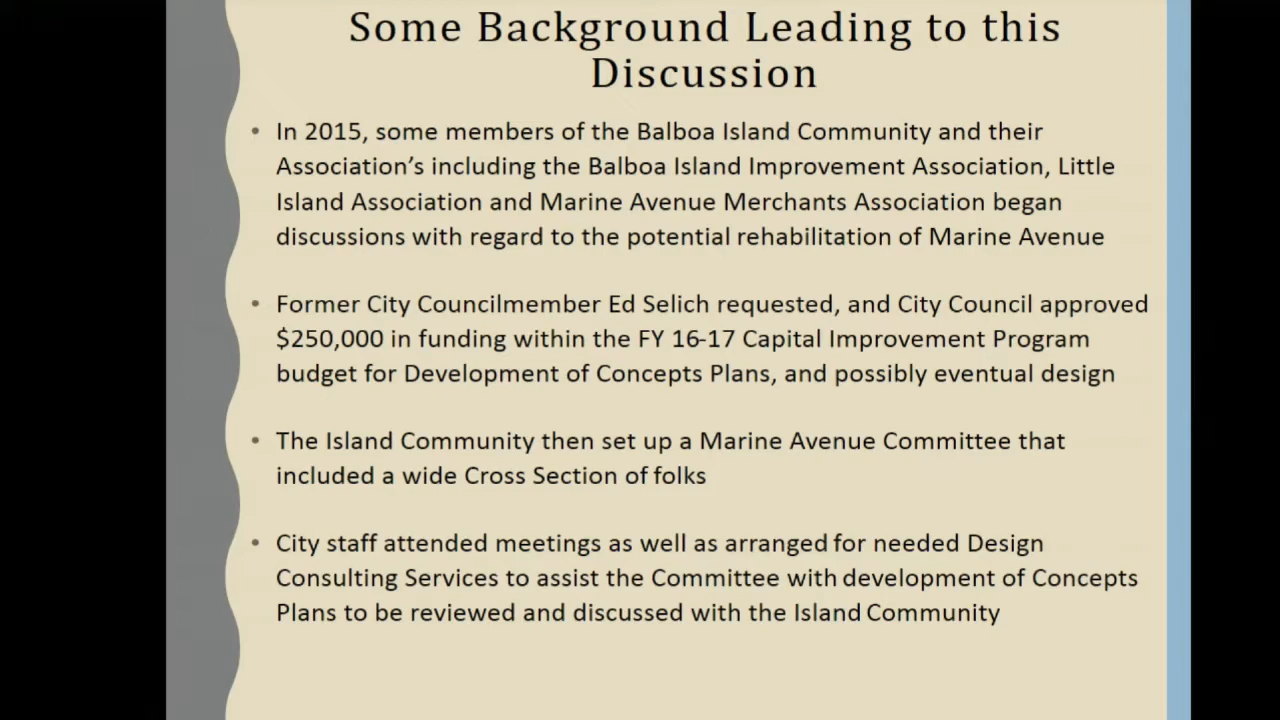 Some Background Leading to this
Discussion
• In 2015, some members of the Balboa Island Community and their
Association’s including the Balboa Island Improvement Association, Little
Island Association and Marine Avenue Merchants Association began
discussions with regard to the potential rehabilitation of Marine Avenue
• Former City Councilmember Ed Selich requested, and City Council approved
$250,000 in funding within the FY 16-17 Capital Improvement Program
budget for Development of Concepts Plans, and possibly eventual design
• The Island Community then set up a Marine Avenue Committee that
included a wide Cross Section of folks
• City staff attended meetings as well as arranged for needed Design
Consulting Services to assist the Committee with development of Concepts
Plans to be reviewed and discussed with the Island Community